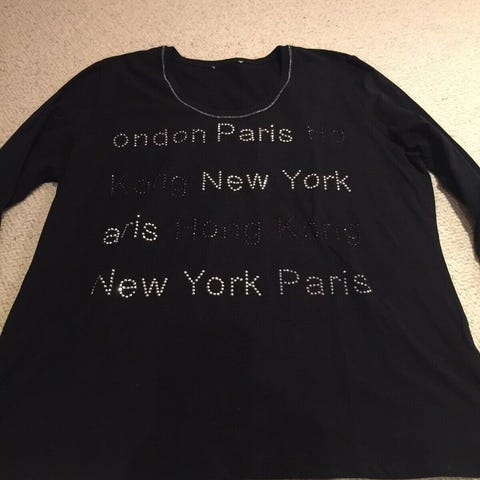 ondon Paris Ho
Kong New York
aris Hong Kong
New York Paris